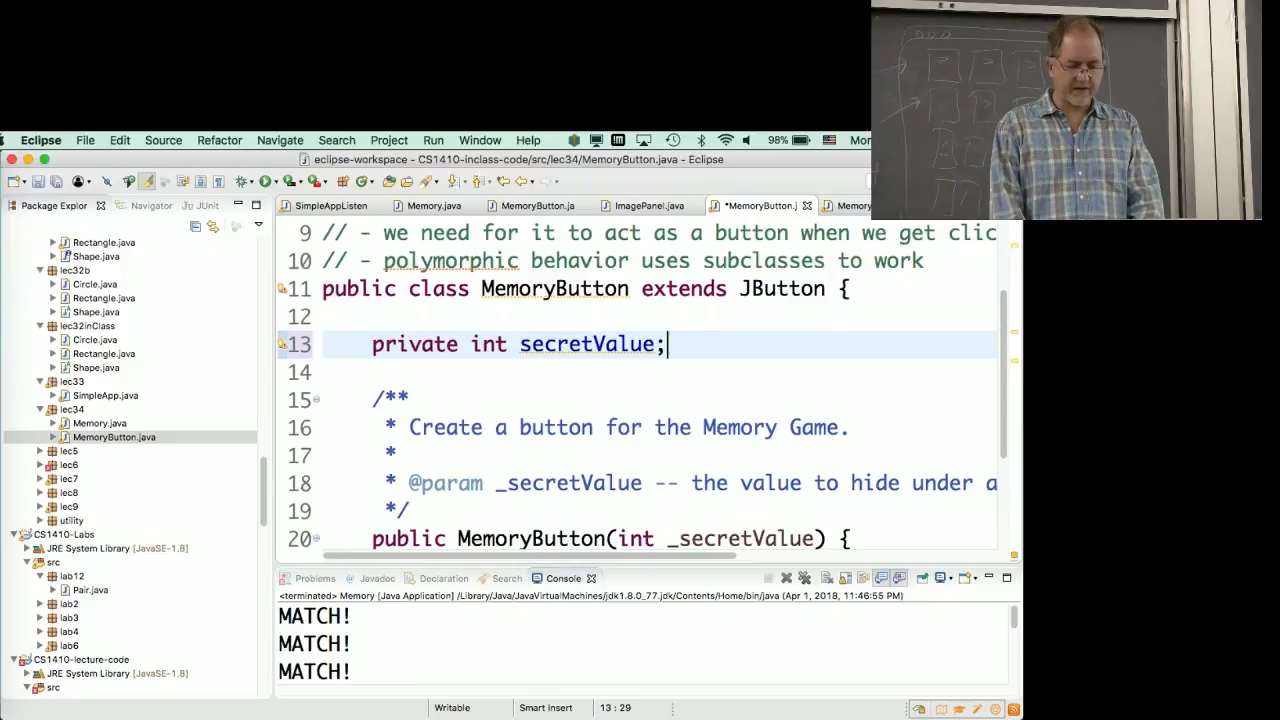 Eclipse File Edit Source Refactor Navigate Search Project Run Window Help 98% Mo
eclipse-workspace - CS1410-inclass-code/src/lec34/MemoryButton.java - Eclipse
Package Explor Navigator JUnit
SimpleAppListen Memory.java MemoryButton.ja ImagePanel.java *MemoryButton.j Memory
Rectangle.java
Shape.java
lec32b
Circle.java
Rectangle.java
Shape.java
lec32inClass
Circle.java
Rectangle.java
Shape.java
lec33
SimpleApp.java
lec34
Memory.java
MemoryButton.java
lec5
lec6
lec7
lec8
lec9
utility
CS1410-Labs
JRE System Library [JavaSE-1.8]
src
lab12
Pair.java
lab2
lab3
lab4
lab6
CS1410-lecture-code
JRE System Library [JavaSE-1.8]
src
9 // - we need for it to act as a button when we get clic
10 // - polymorphic behavior uses subclasses to work
11 public class MemoryButton extends JButton {
12
13 private int secretValue;
14
15 /**
16 * Create a button for the Memory Game.
17 *
18 * @param _secretValue -- the value to hide under a
19 */
20 public MemoryButton(int _secretValue) {
Problems Javadoc Declaration Search Console
<terminated> Memory [Java Application] /Library/Java/JavaVirtualMachines/jdk1.8.0_77.jdk/Contents/Home/bin/java (Apr 1, 2018, 11:46:55 PM)
MATCH!
MATCH!
MATCH!
Writable Smart Insert 13 : 29